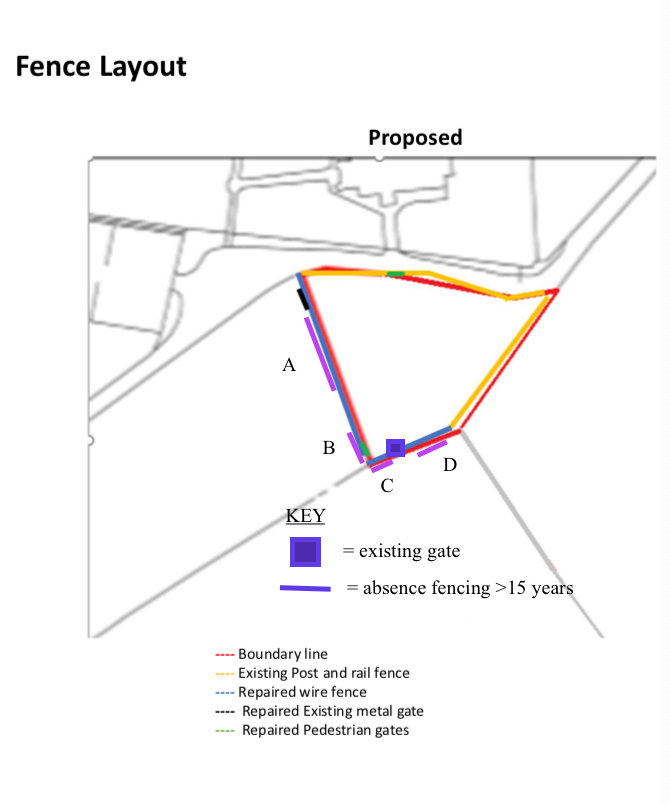 Fence Layout
Proposed
A
B
C
D
KEY
= existing gate
= absence fencing >15 years
---- Boundary line
---- Existing Post and rail fence
---- Repaired wire fence
---- Repaired Existing metal gate
---- Repaired Pedestrian gates